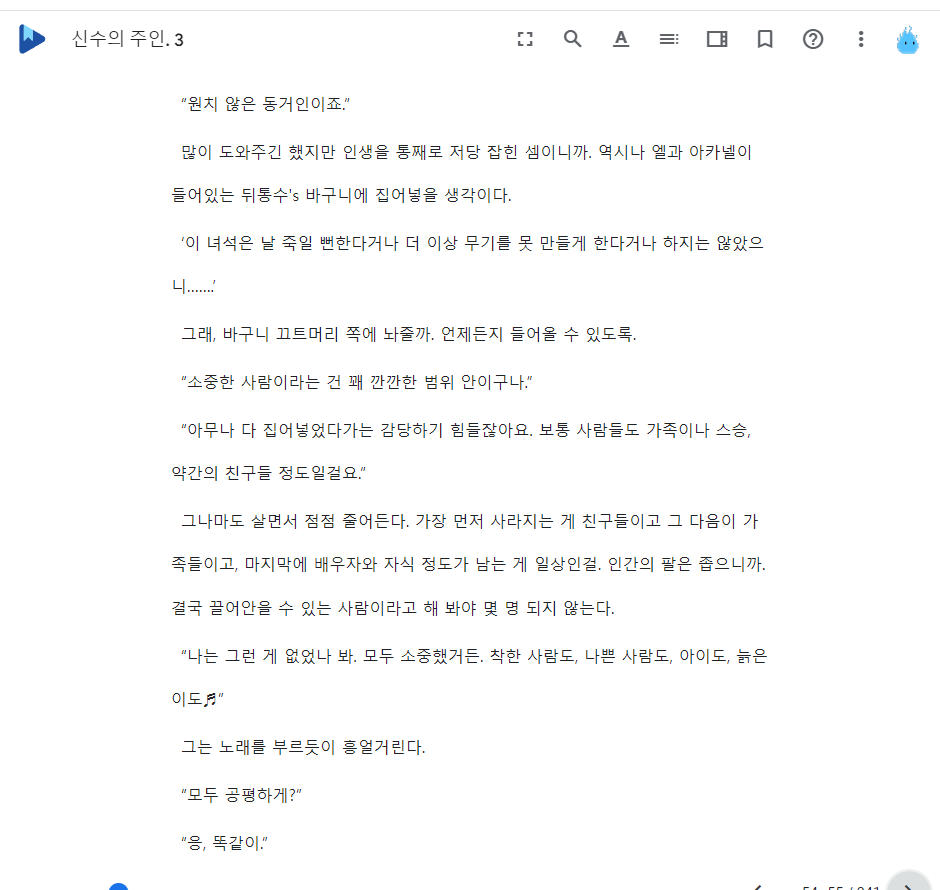 신수의 주인. 3
“원치 않은 동거인이죠.”
많이 도와주긴 했지만 인생을 통째로 저당 잡힌 셈이니까. 역시나 엘과 아카넬이
들어있는 뒤통수's 바구니에 집어넣을 생각이다.
‘이 녀석은 날 죽일 뻔한다거나 더 이상 무기를 못 만들게 한다거나 하지는 않았으
니.......’
그래, 바구니 끄트머리 쪽에 놔줄까. 언제든지 들어올 수 있도록.
“소중한 사람이라는 건 꽤 깐깐한 범위 안이구나.”
“아무나 다 집어넣었다가는 감당하기 힘들잖아요. 보통 사람들도 가족이나 스승,
약간의 친구들 정도일걸요.”
그나마도 살면서 점점 줄어든다. 가장 먼저 사라지는 게 친구들이고 그 다음이 가
족들이고, 마지막에 배우자와 자식 정도가 남는 게 일상인걸. 인간의 팔은 좁으니까.
결국 끌어안을 수 있는 사람이라고 해 봐야 몇 명 되지 않는다.
“나는 그런 게 없었나 봐. 모두 소중했거든. 착한 사람도, 나쁜 사람도, 아이도, 늙은
이도♬”
그는 노래를 부르듯이 흥얼거린다.
“모두 공평하게?”
“응, 똑같이.”